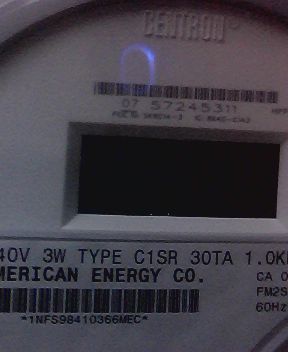 CENTRON
07 57245311
40V 3W TYPE C1SR 30TA 1.0K
MERICAN ENERGY CO.
CA 0
FM2S
60Hz
*1NFS98410366MEC*